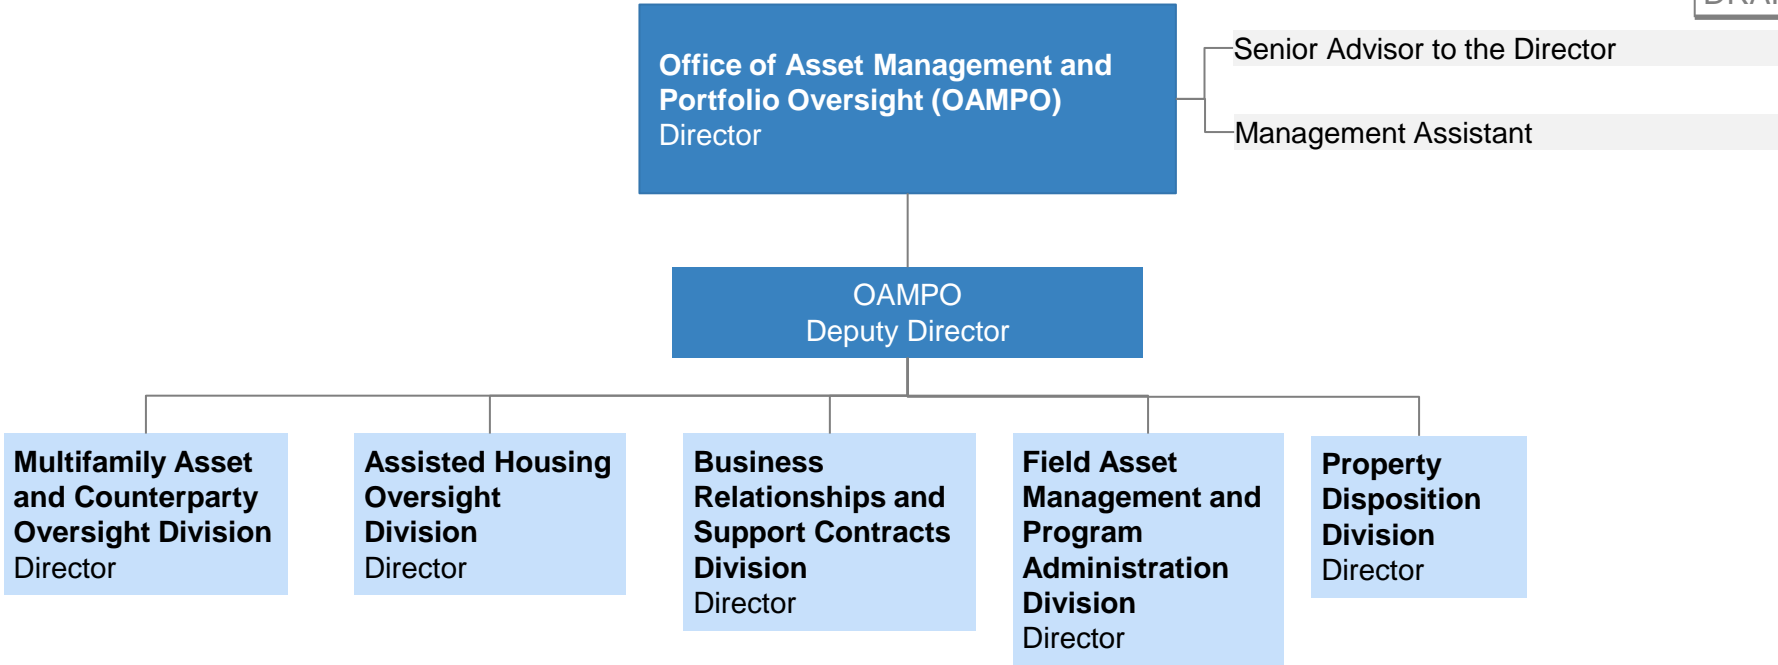 Office of Asset Management and
Portfolio Oversight (OAMPO)
Director
Senior Advisor to the Director
Management Assistant
OAMPO
Deputy Director
Multifamily Asset
and Counterparty
Oversight Division
Director
Assisted Housing
Oversight
Division
Director
Business
Relationships and
Support Contracts
Division
Director
Field Asset
Management and
Program
Administration
Division
Director
Property
Disposition
Division
Director